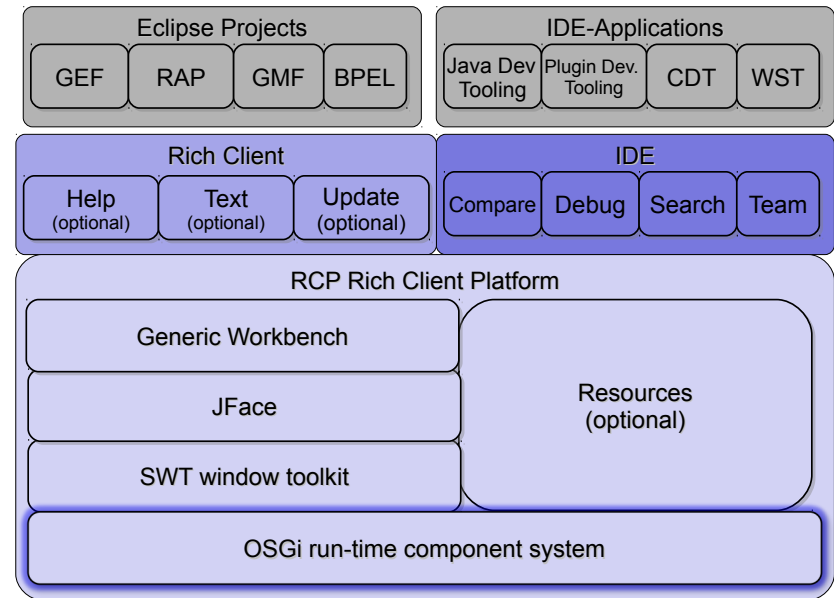 Eclipse Projects
GEF
RAP
GMF
BPEL
IDE-Applications
Java Dev
Tooling
Plugin Dev.
Tooling
CDT
WST
Rich Client
Help
(optional)
Text
(optional)
Update
(optional)
IDE
Compare
Debug
Search
Team
RCP Rich Client Platform
Generic Workbench
JFace
SWT window toolkit
Resources
(optional)
OSGi run-time component system